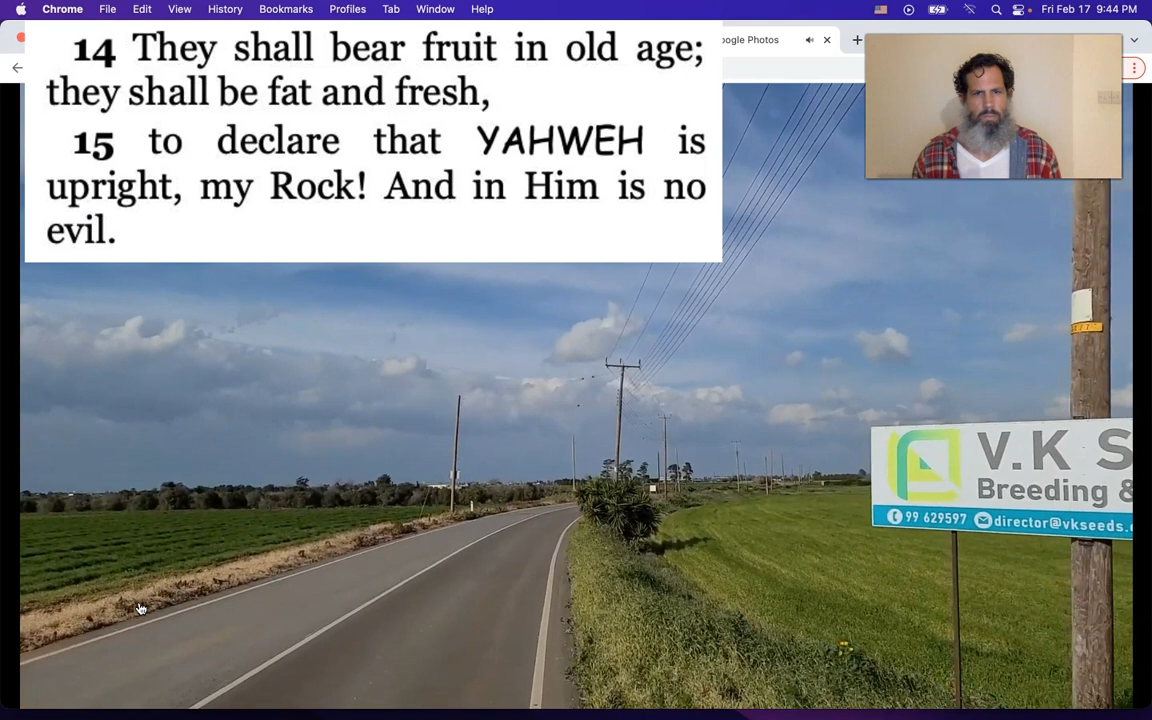 Chrome File Edit View History Bookmarks Profiles Tab Window Help Fri Feb 17 9:44 PM
oogle Photos
14 They shall bear fruit in old age;
they shall be fat and fresh,
15 to declare that YAHWEH is
upright, my Rock! And in Him is no
evil.
V.K S
Breeding &
99 629597 director@vkseeds.